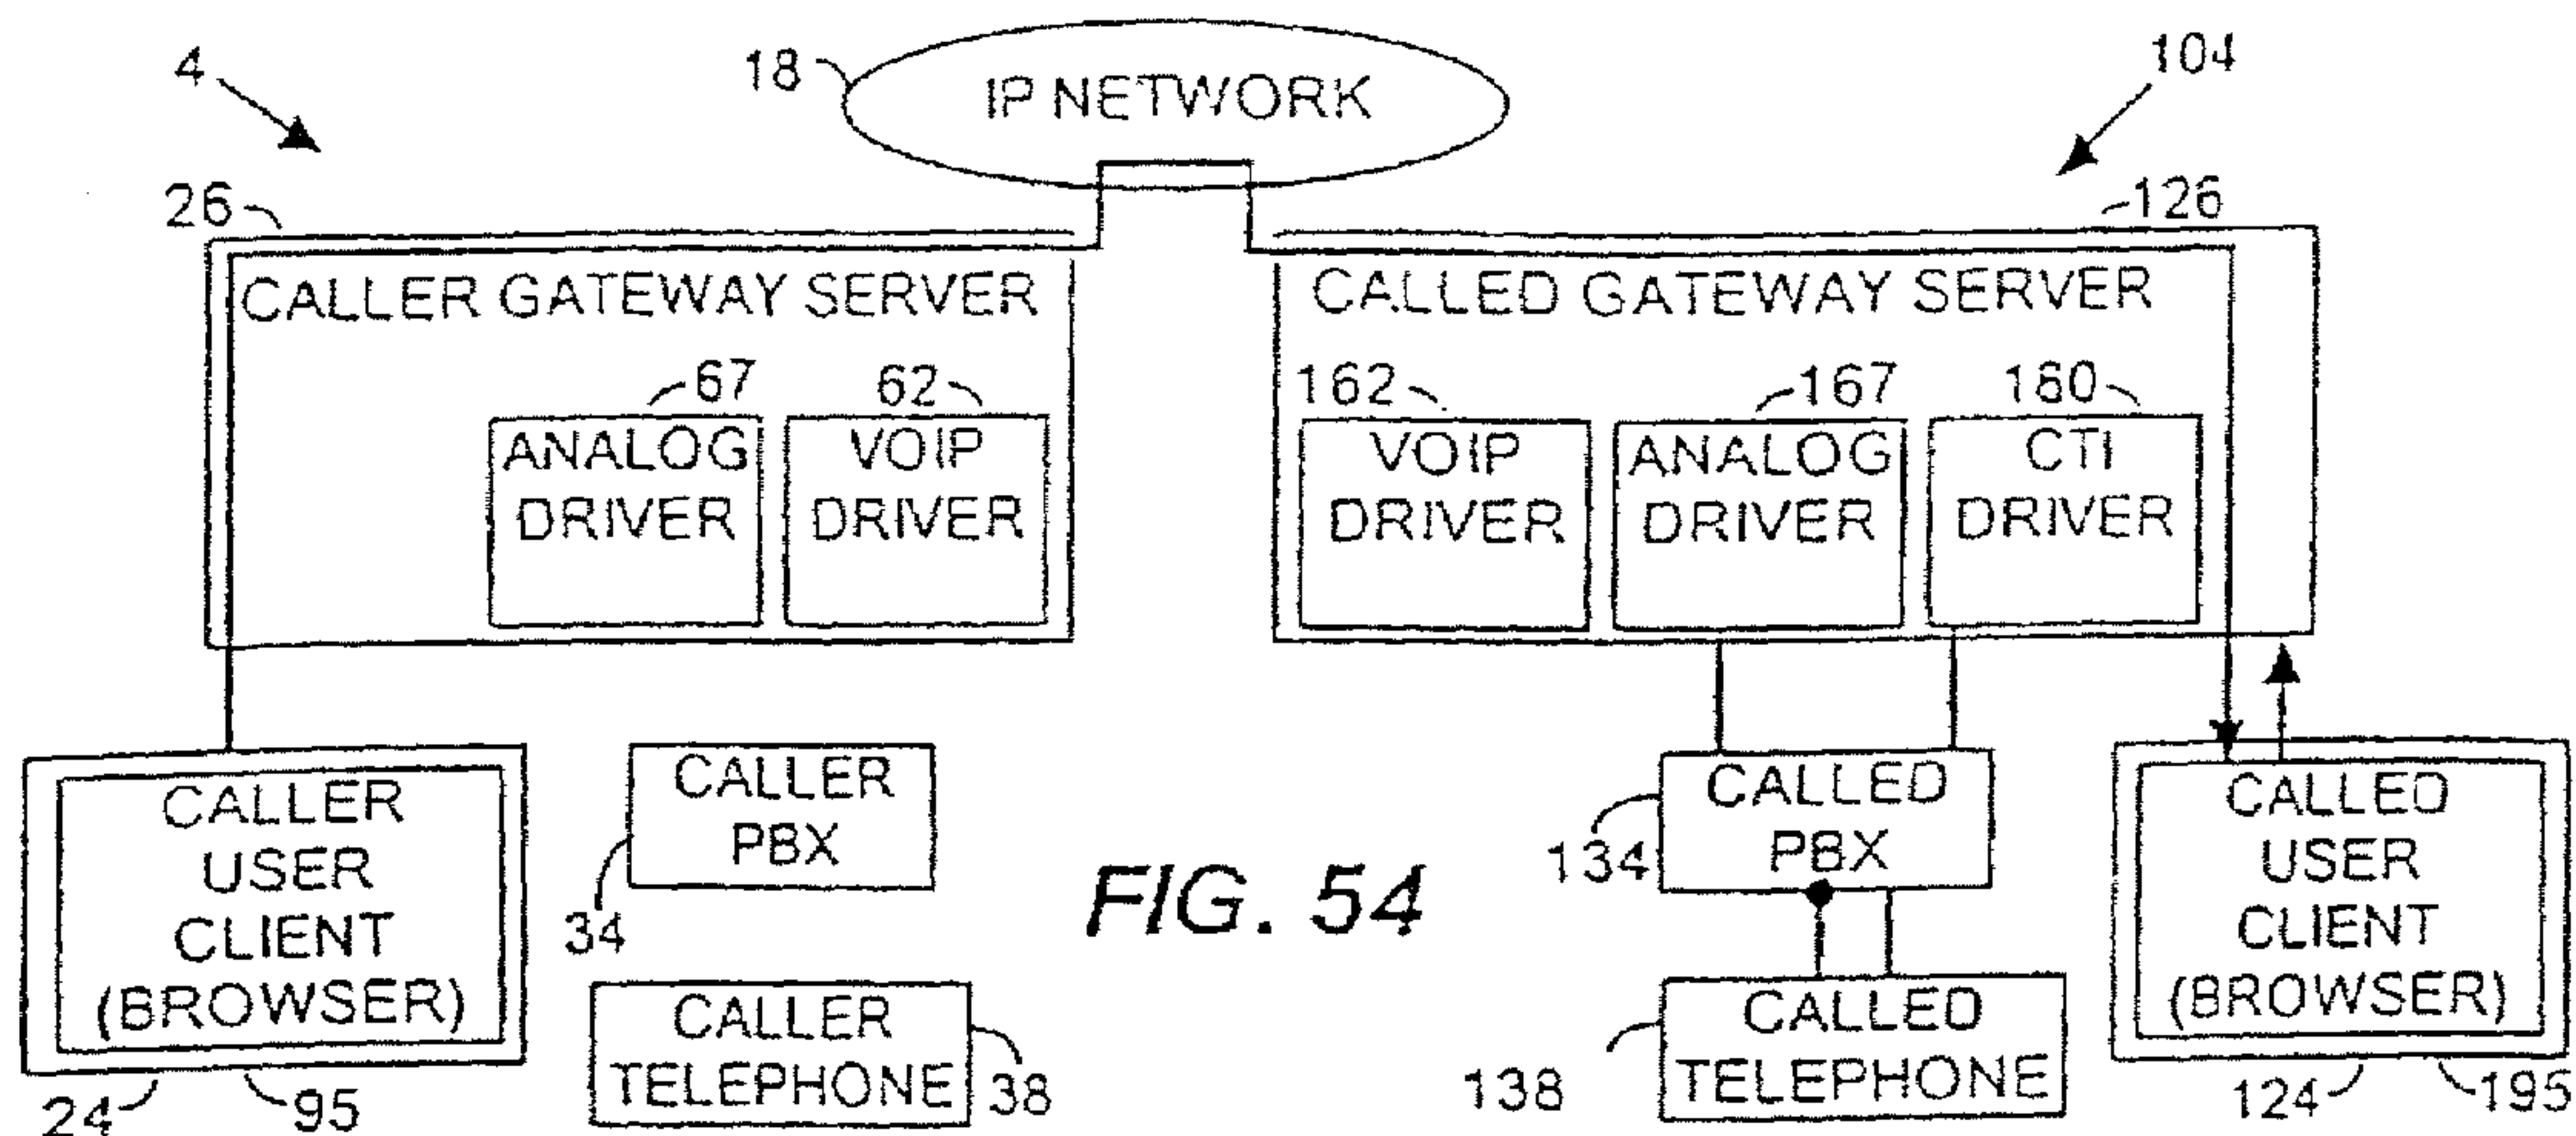 4
18
IP NETWORK
104
26
126
CALLER GATEWAY SERVER
CALLED GATEWAY SERVER
67
62
162
167
160
ANALOG
DRIVER
VOIP
DRIVER
VOIP
DRIVER
ANALOG
DRIVER
CTI
DRIVER
CALLER
USER
CLIENT
(BROWSER)
24
95
CALLER
PBX
34
CALLER
TELEPHONE
38
FIG. 54
CALLED
PBX
134
CALLED
TELEPHONE
138
CALLED
USER
CLIENT
(BROWSER)
124
195